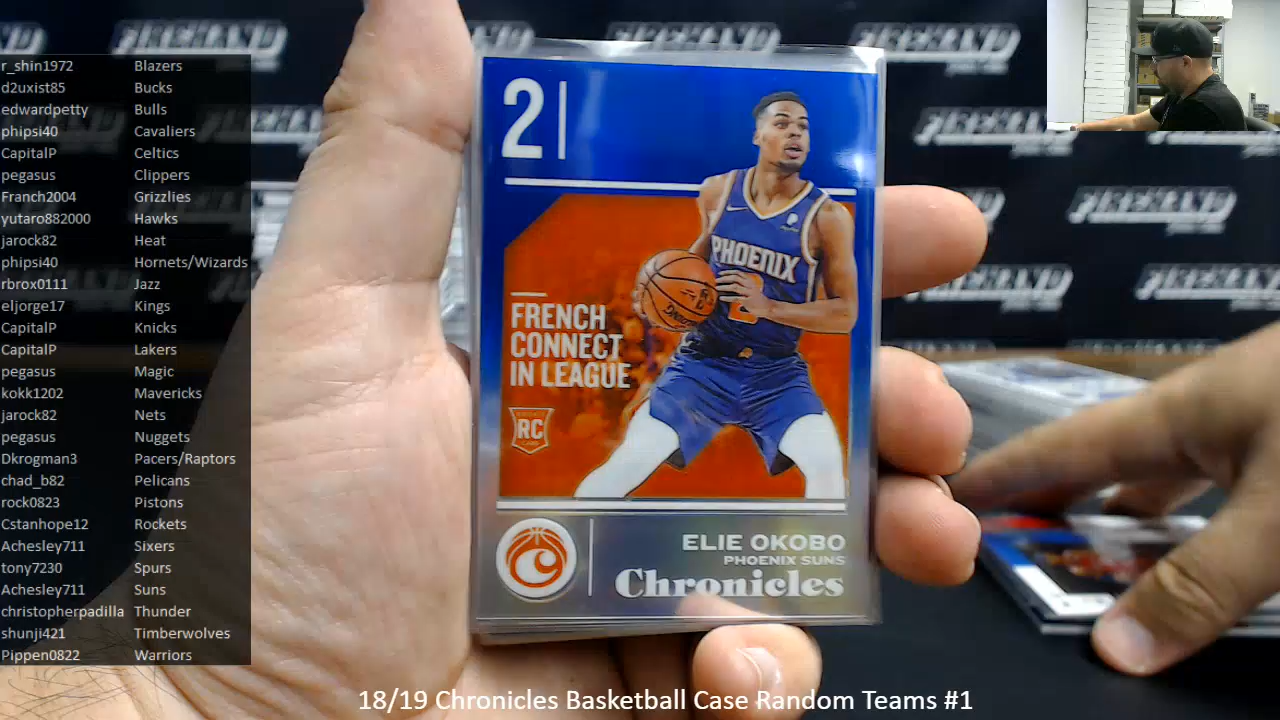 r_shin1972 Blazers
d2uxist85 Bucks
edwardpetty Bulls
phipsi40 Cavaliers
CapitalP Celtics
pegasus Clippers
Franch2004 Grizzlies
yutaro882000 Hawks
jarock82 Heat
phipsi40 Hornets/Wizards
rbrox0111 Jazz
eljorge17 Kings
CapitalP Knicks
CapitalP Lakers
pegasus Magic
kokk1202 Mavericks
jarock82 Nets
pegasus Nuggets
Dkrogman3 Pacers/Raptors
chad_b82 Pelicans
rock0823 Pistons
Cstanhope12 Rockets
Achesley711 Sixers
tony7230 Spurs
Achesley711 Suns
christopherpadilla Thunder
shunji421 Timberwolves
Pippen0822 Warriors
2
PHOENIX
2
FRENCH
CONNECT
IN LEAGUE
RC
C
ELIE OKOBO
PHOENIX SUNS
Chronicles
18/19 Chronicles Basketball Case Random Teams #1